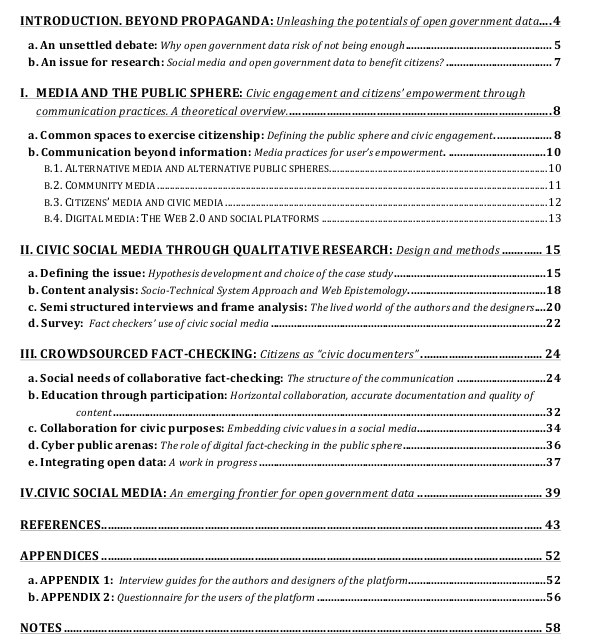 INTRODUCTION. BEYOND PROPAGANDA: Unleashing the potentials of open government data....4
a. An unsettled debate: Why open government data risk of not being enough................................................ 5
b. An issue for research: Social media and open government data to benefit citizens? .................................. 7
I. MEDIA AND THE PUBLIC SPHERE: Civic engagement and citizens' empowerment through
communication practices. A theoretical overview.......................................................................................8
a. Common spaces to exercise citizenship: Defining the public sphere and civic engagement. ................... 8
b. Communication beyond information: Media practices for user's empowerment. .................................10
B.1. ALTERNATIVE MEDIA AND ALTERNATIVE PUBLIC SPHERES.......................................................................10
B.2. COMMUNITY MEDIA ..................................................................................................................................11
B.3. CITIZENS' MEDIA AND CIVIC MEDIA ..........................................................................................................12
B.4. DIGITAL MEDIA: THE WEB 2.0 AND SOCIAL PLATFORMS .........................................................................13
II. CIVIC SOCIAL MEDIA THROUGH QUALITATIVE RESEARCH: Design and methods ............ 15
a. Defining the issue: Hypothesis development and choice of the case study..................................................15
b. Content analysis: Socio-Technical System Approach and Web Epistemology.............................................18
c. Semi structured interviews and frame analysis: The lived world of the authors and the designers....20
d. Survey: Fact checkers' use of civic social media .........................................................................................22
III. CROWDSOURCED FACT-CHECKING: Citizens as "civic documenters" ..................................... 24
a. Social needs of collaborative fact-checking: The structure of the communication ..............................24
b. Education through participation: Horizontal collaboration, accurate documentation and quality of
content.................................................................................................................................................. 32
c. Collaboration for civic purposes: Embedding civic values in a social media..........................................34
d. Cyber public arenas: The role of digital fact-checking in the public sphere...............................................36
e. Integrating open data: A work in progress ................................................................................................37
IV.CIVIC SOCIAL MEDIA: An emerging frontier for open government data ...................................... 39
REFERENCES........................................................................................................................................ 43
APPENDICES ........................................................................................................................................ 52
a. APPENDIX 1: Interview guides for the authors and designers of the platform..........................................52
b. APPENDIX 2: Questionnaire for the users of the platform ......................................................................... 56
NOTES .................................................................................................................................................. 58